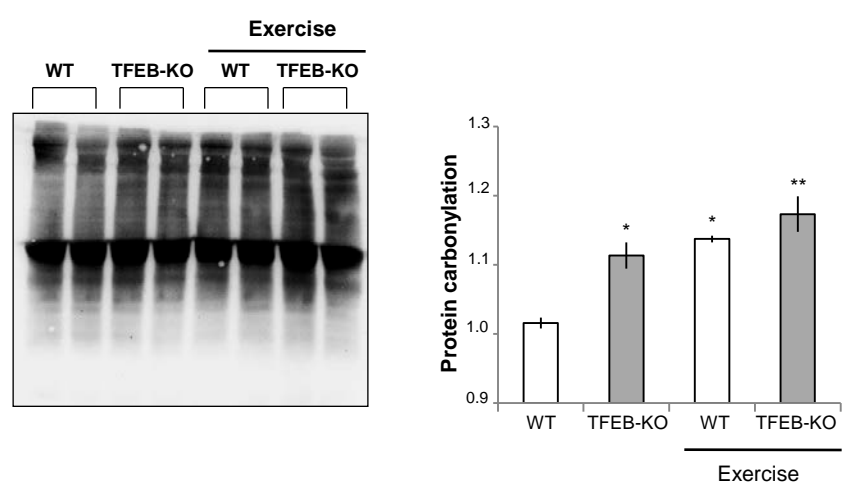 Exercise
WT TFEB-KO WT TFEB-KO
Protein carbonylation
1.3
1.2
1.1
1.0
0.9
* * **
WT TFEB-KO WT TFEB-KO
Exercise